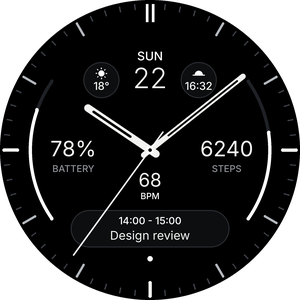 SUN
22
18°
16:32
78%
BATTERY
6240
STEPS
68
BPM
14:00 - 15:00
Design review